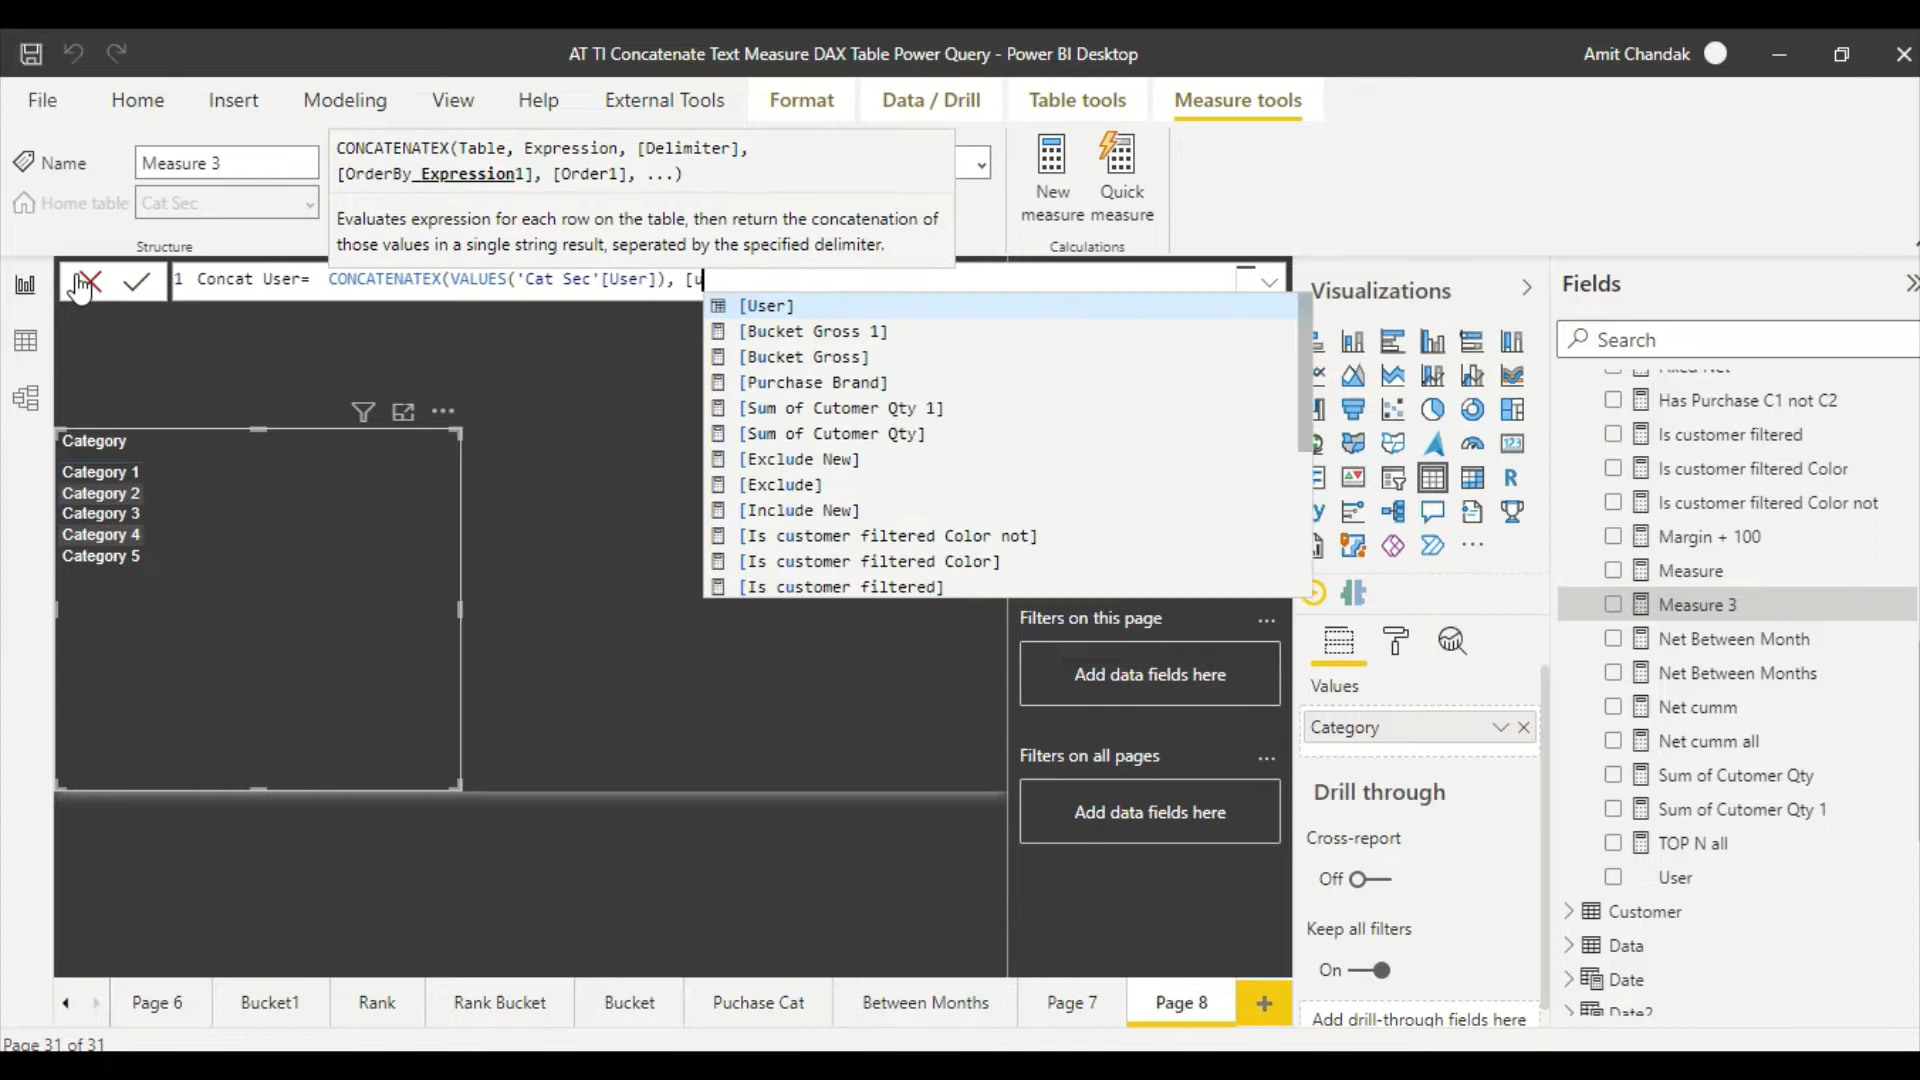 AT TI Concatenate Text Measure DAX Table Power Query - Power BI Desktop
Amit Chandak
File
Home
Insert
Modeling
View
Help
External Tools
Format
Data / Drill
Table tools
Measure tools
Name
Measure 3
Home table
Cat Sec
Structure
CONCATENATEX(Table, Expression, [Delimiter],
[OrderBy_Expression1], [Order1], ...)
Evaluates expression for each row on the table, then return the concatenation of
those values in a single string result, seperated by the specified delimiter.
New
measure
Quick
measure
Calculations
1 Concat User= CONCATENATEX(VALUES('Cat Sec'[User]), [u
[User]
[Bucket Gross 1]
[Bucket Gross]
[Purchase Brand]
[Sum of Cutomer Qty 1]
[Sum of Cutomer Qty]
[Exclude New]
[Exclude]
[Include New]
[Is customer filtered Color not]
[Is customer filtered Color]
[Is customer filtered]
Category
Category 1
Category 2
Category 3
Category 4
Category 5
Filters on this page
Add data fields here
Filters on all pages
Add data fields here
Visualizations
123
R
Values
Category
Drill through
Cross-report
Off
Keep all filters
On
Add drill-through fields here
Fields
Search
Has Purchase C1 not C2
Is customer filtered
Is customer filtered Color
Is customer filtered Color not
Margin + 100
Measure
Measure 3
Net Between Month
Net Between Months
Net cumm
Net cumm all
Sum of Cutomer Qty
Sum of Cutomer Qty 1
TOP N all
User
Customer
Data
Date
Date2
Page 6
Bucket1
Rank
Rank Bucket
Bucket
Puchase Cat
Between Months
Page 7
Page 8
Page 31 of 31